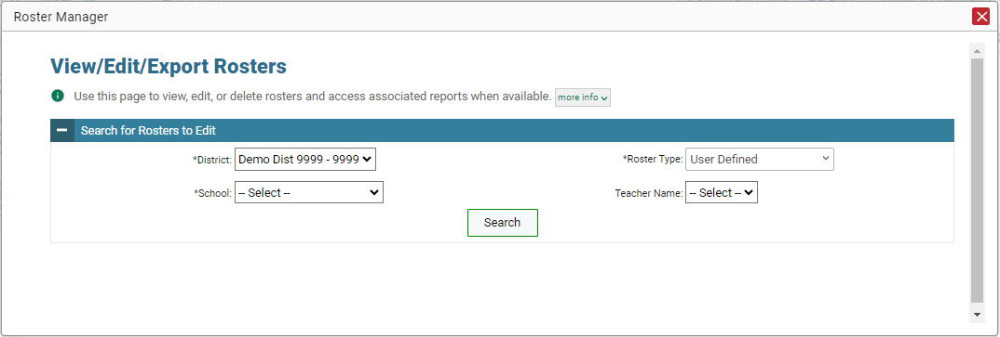 Roster Manager
View/Edit/Export Rosters
Use this page to view, edit, or delete rosters and access associated reports when available. more info
Search for Rosters to Edit
*District: Demo Dist 9999 - 9999 *Roster Type: User Defined
*School: -- Select -- Teacher Name: -- Select --
Search